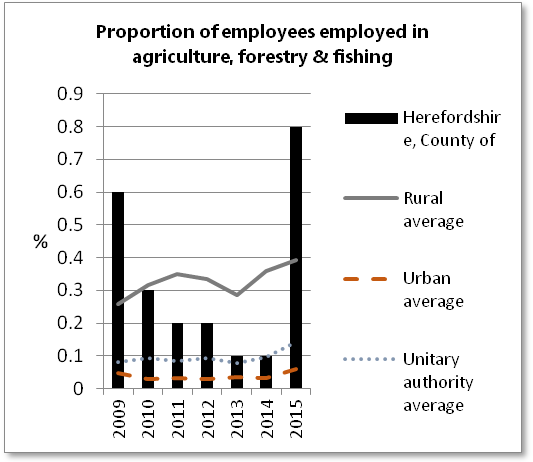 Proportion of employees employed in
agriculture, forestry & fishing
0.9
0.8
0.7
0.6
0.5
0.4
0.3
0.2
0.1
0
%
2009
2010
2011
2012
2013
2014
2015
Herefordshir
e, County of
Rural
average
Urban
average
Unitary
authority
average